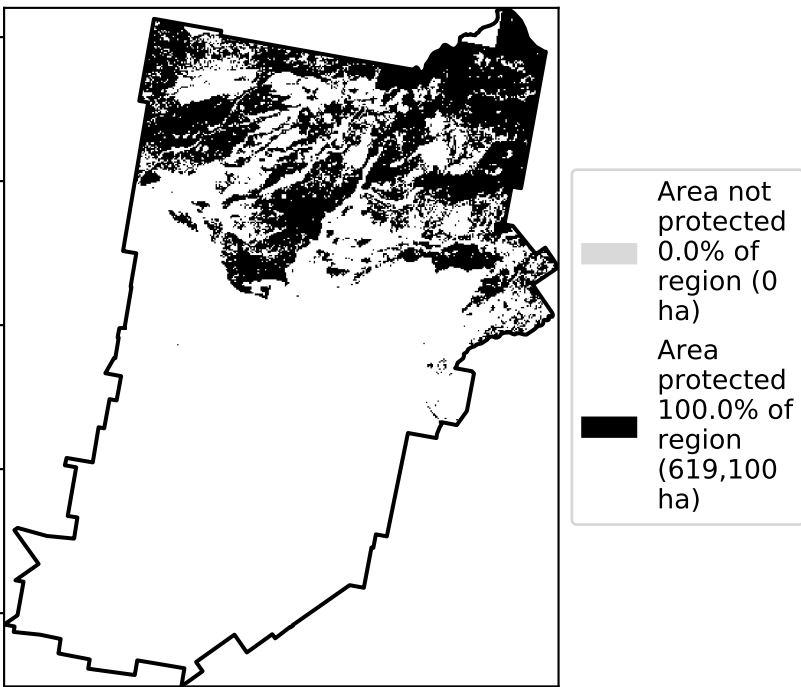 Area not
protected
0.0% of
region (0
ha)
Area
protected
100.0% of
region
(619,100
ha)